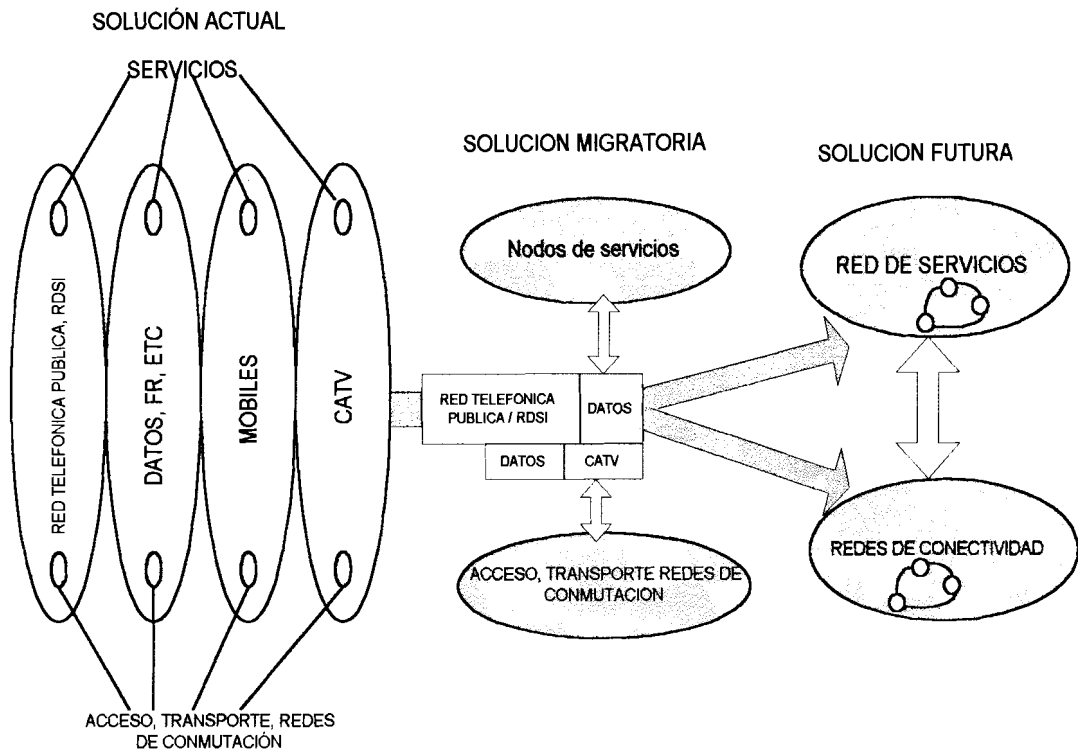 SOLUCIÓN ACTUAL
SERVICIOS
RED TELEFONICA PUBLICA, RDSI
DATOS, FR, ETC
MOBILES
CATV
ACCESO, TRANSPORTE, REDES
DE CONMUTACIÓN
SOLUCION MIGRATORIA
Nodos de servicios
RED TELEFONICA
PUBLICA / RDSI
DATOS
DATOS
CATV
ACCESO, TRANSPORTE REDES DE
CONMUTACION
SOLUCION FUTURA
RED DE SERVICIOS
REDES DE CONECTIVIDAD